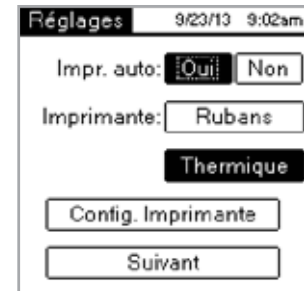 Réglages 9/23/13 9:02am
Impr. auto: Oui Non
Imprimante: Rubans
Thermique
Config. Imprimante
Suivant